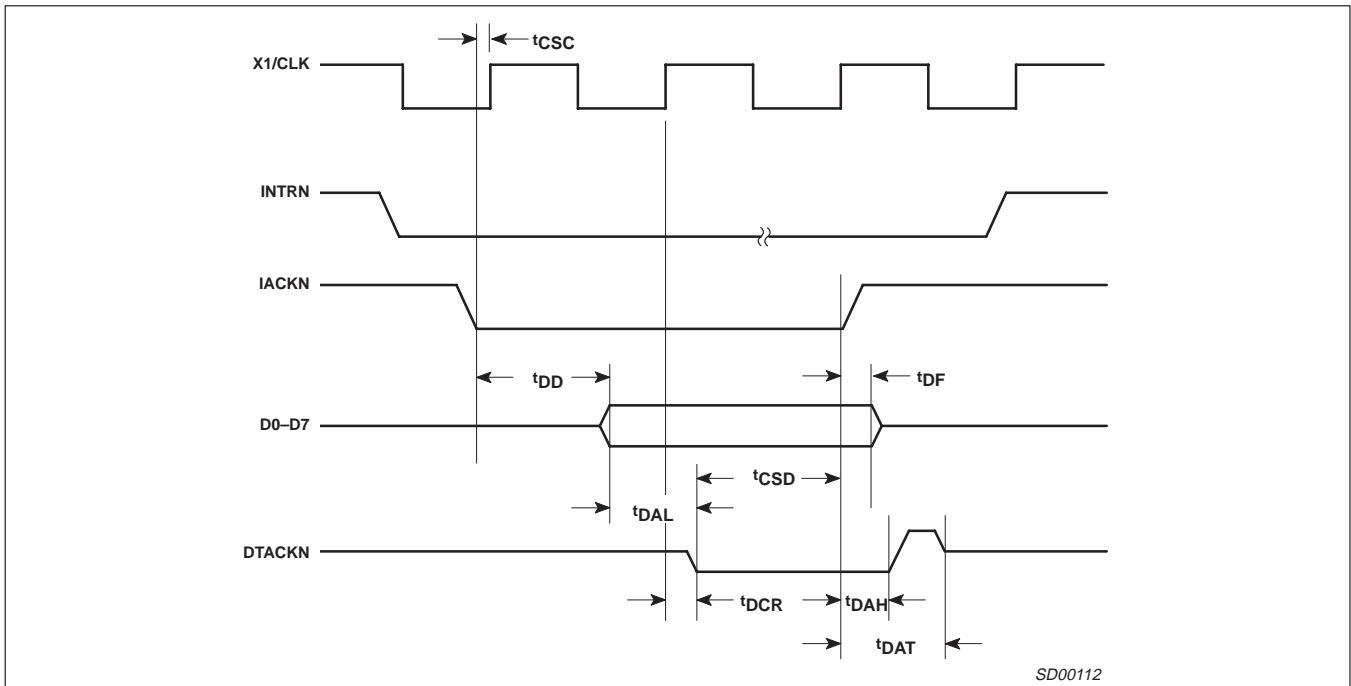 tCSC
X1/CLK
INTRN
IACKN
tDD
tDF
D0–D7
tCSD
tDAL
DTACKN
tDCR
tDAH
tDAT
SD00112